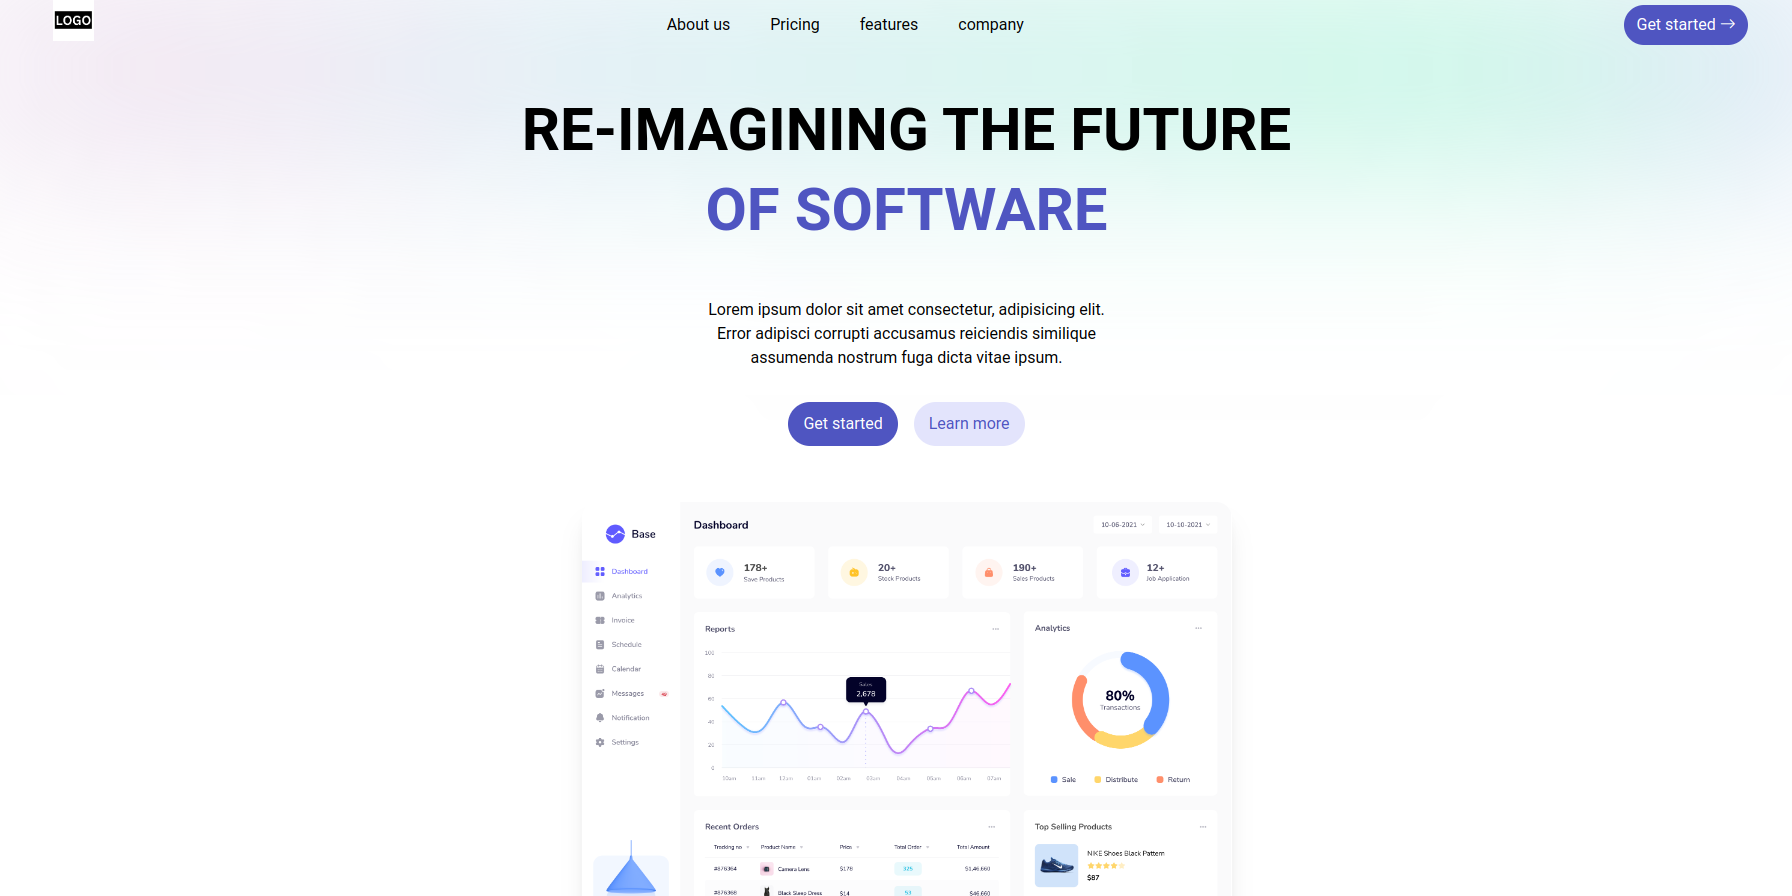 LOGO
About us
Pricing
features
company
Get started →
RE-IMAGINING THE FUTURE
OF SOFTWARE
Lorem ipsum dolor sit amet consectetur, adipisicing elit.
Error adipisci corrupti accusamus reiciendis similique
assumenda nostrum fuga dicta vitae ipsum.
Get started
Learn more
Base
Dashboard
Analytics
Invoice
Schedule
Calendar
Messages
Notification
Settings
Dashboard
10-06-2021
10-10-2021
178+
Save Products
20+
Stock Products
190+
Sales Products
12+
Job Application
Reports
100
80
60
40
20
0
Sales
2,678
10am
11am
12am
01am
02am
03am
04am
05am
06am
07am
Analytics
80%
Transactions
Sale
Distribute
Return
Recent Orders
Tracking no
Product Name
Price
Total Order
Total Amount
#876364
Camera Lens
$178
325
$1,46,660
#876368
Black Sleep Dress
$14
53
$46,660
Top Selling Products
NIKE Shoes Black Pattern
$87